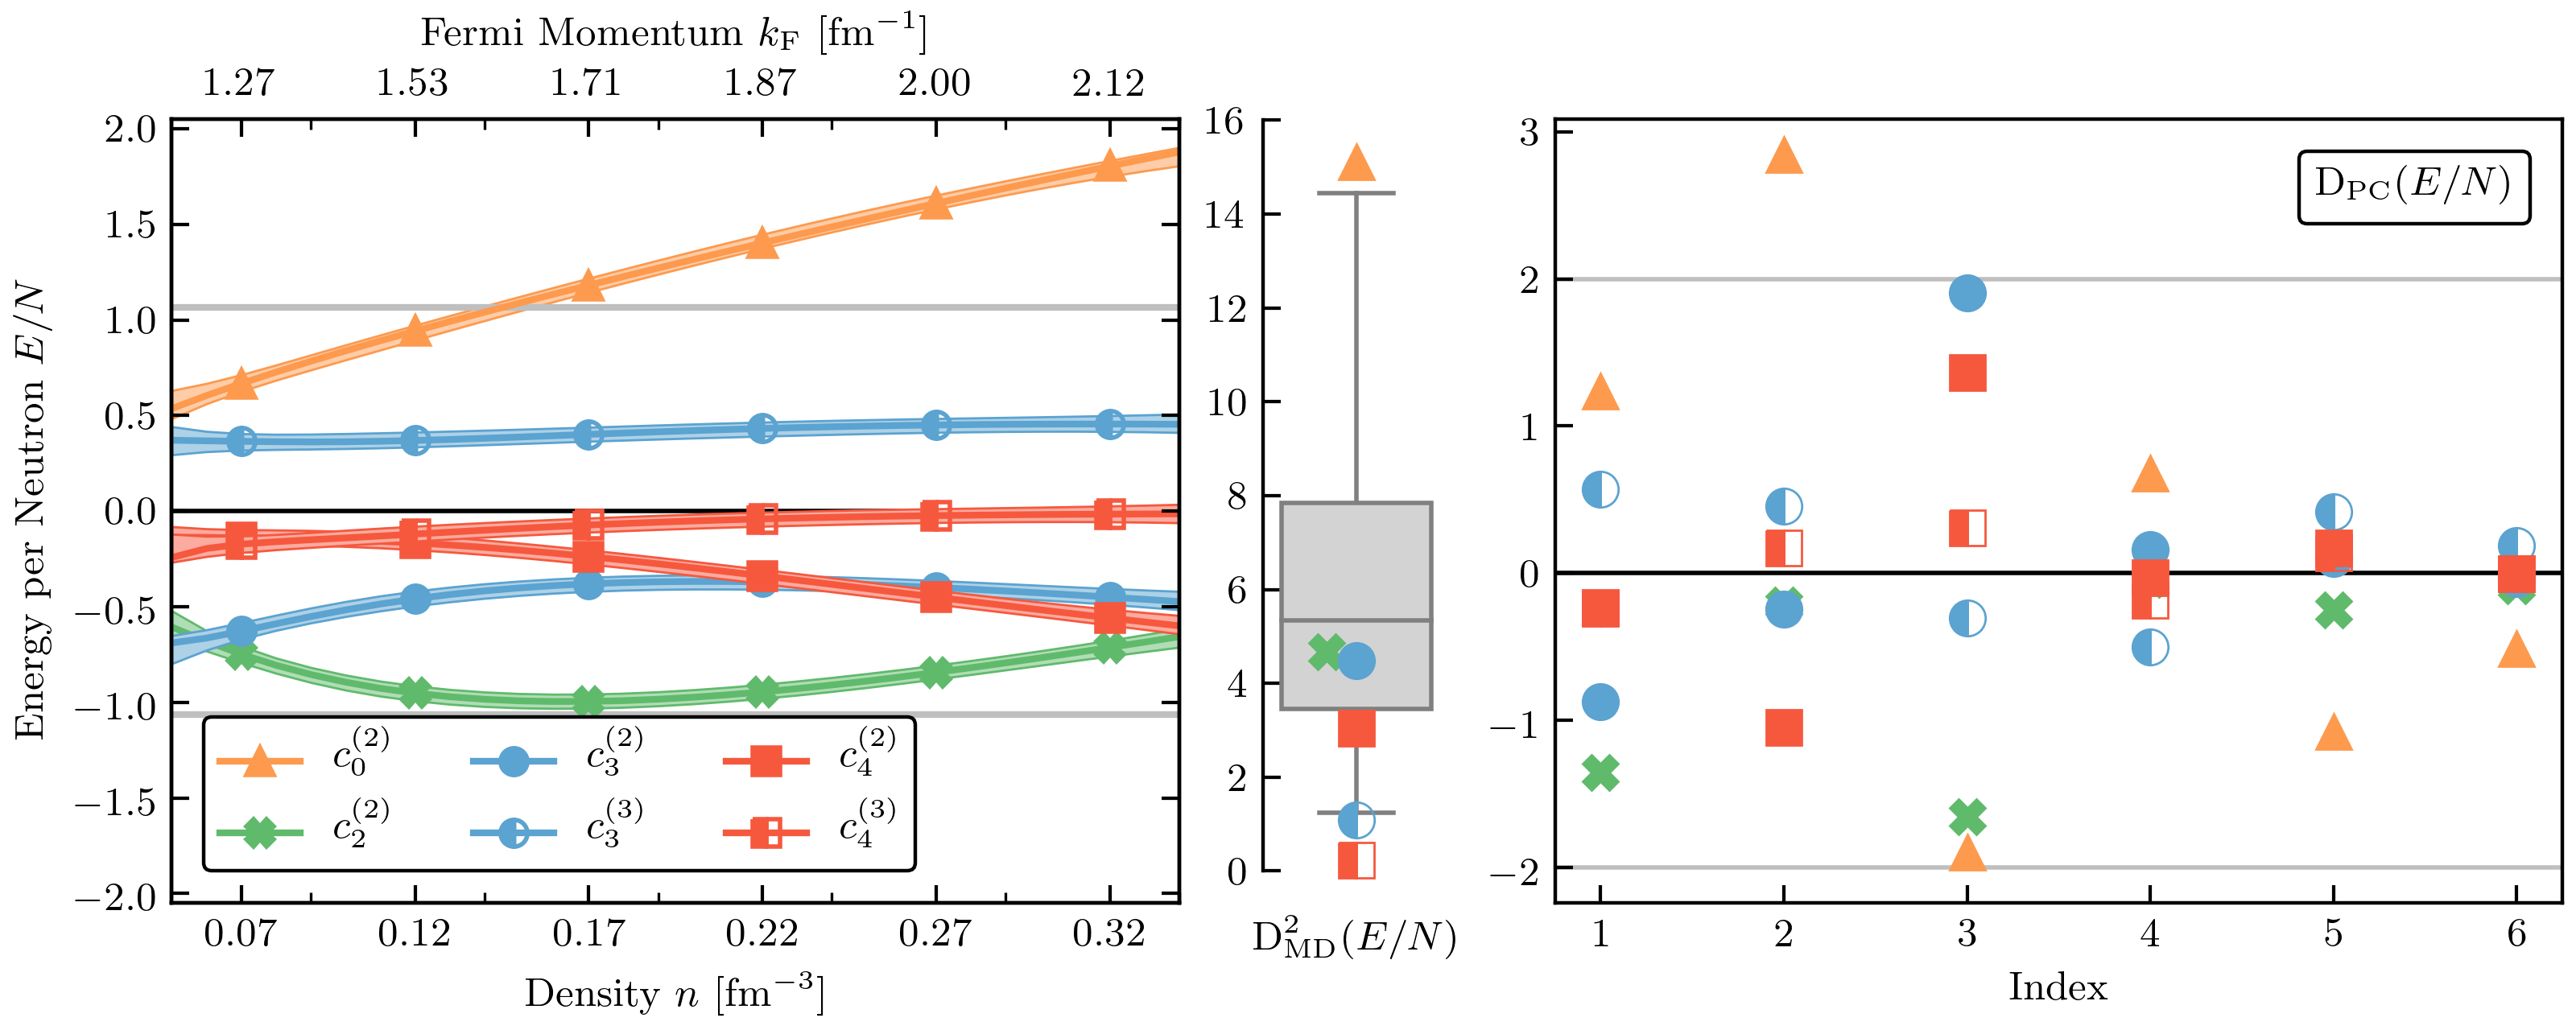 Fermi Momentum k_F [fm⁻¹]
1.27 1.53 1.71 1.87 2.00 2.12
Energy per Neutron E/N
2.0
1.5
1.0
0.5
0.0
−0.5
−1.0
−1.5
−2.0
c_0^(2) c_3^(2) c_4^(2)
c_2^(2) c_3^(3) c_4^(3)
0.07 0.12 0.17 0.22 0.27 0.32
Density n [fm⁻³]
16
14
12
10
8
6
4
2
0
D²_MD(E/N)
3
2
1
0
−1
−2
D_PC(E/N)
1 2 3 4 5 6
Index